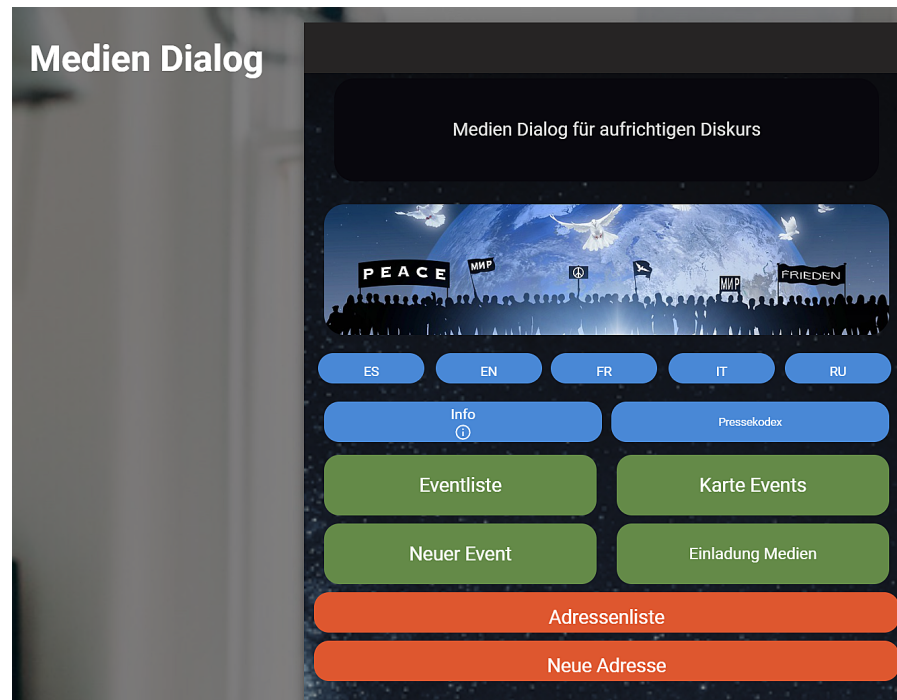 Medien Dialog
Medien Dialog für aufrichtigen Diskurs
PEACE
МИР
МИР
FRIEDEN
ES
EN
FR
IT
RU
Info
Pressekodex
Eventliste
Karte Events
Neuer Event
Einladung Medien
Adressenliste
Neue Adresse